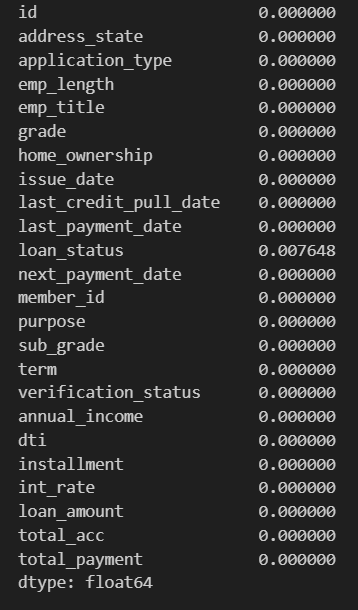 id 0.000000
address_state 0.000000
application_type 0.000000
emp_length 0.000000
emp_title 0.000000
grade 0.000000
home_ownership 0.000000
issue_date 0.000000
last_credit_pull_date 0.000000
last_payment_date 0.000000
loan_status 0.007648
next_payment_date 0.000000
member_id 0.000000
purpose 0.000000
sub_grade 0.000000
term 0.000000
verification_status 0.000000
annual_income 0.000000
dti 0.000000
installment 0.000000
int_rate 0.000000
loan_amount 0.000000
total_acc 0.000000
total_payment 0.000000
dtype: float64